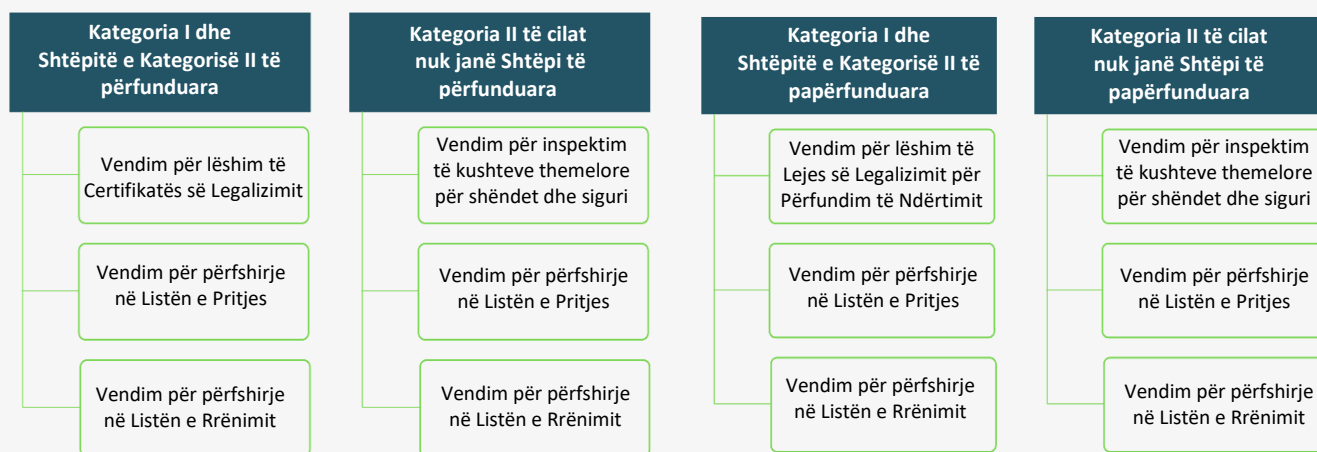 Kategoria I dhe
Shtëpitë e Kategorisë II të
përfunduara
Vendim për lëshim të
Certifikatës së Legalizimit
Vendim për përfshirje
në Listën e Pritjes
Vendim për përfshirje
në Listën e Rrënimit
Kategoria II të cilat
nuk janë Shtëpi të
përfunduara
Vendim për inspektim
të kushteve themelore
për shëndet dhe siguri
Vendim për përfshirje
në Listën e Pritjes
Vendim për përfshirje
në Listën e Rrënimit
Kategoria I dhe
Shtëpitë e Kategorisë II të
papërfunduara
Vendim për lëshim të
Lejes së Legalizimit për
Përfundim të Ndërtimit
Vendim për përfshirje
në Listën e Pritjes
Vendim për përfshirje
në Listën e Rrënimit
Kategoria II të cilat
nuk janë Shtëpi të
papërfunduara
Vendim për inspektim
të kushteve themelore
për shëndet dhe siguri
Vendim për përfshirje
në Listën e Pritjes
Vendim për përfshirje
në Listën e Rrënimit